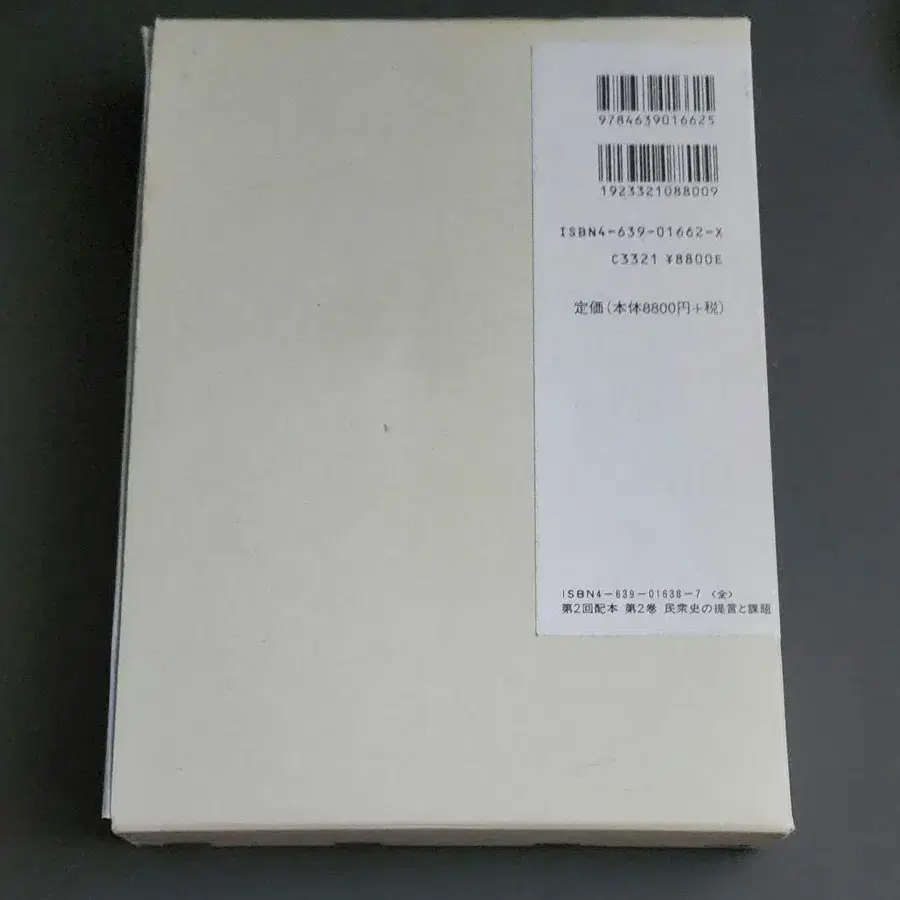 9784639016625
1923321088009
ISBN4-639-01662-X
C3321 ¥8800E
定価(本体8800円+税)
ISBN4-639-01638-7 〈全〉
第2回配本 第2巻 民衆史の提言と課題